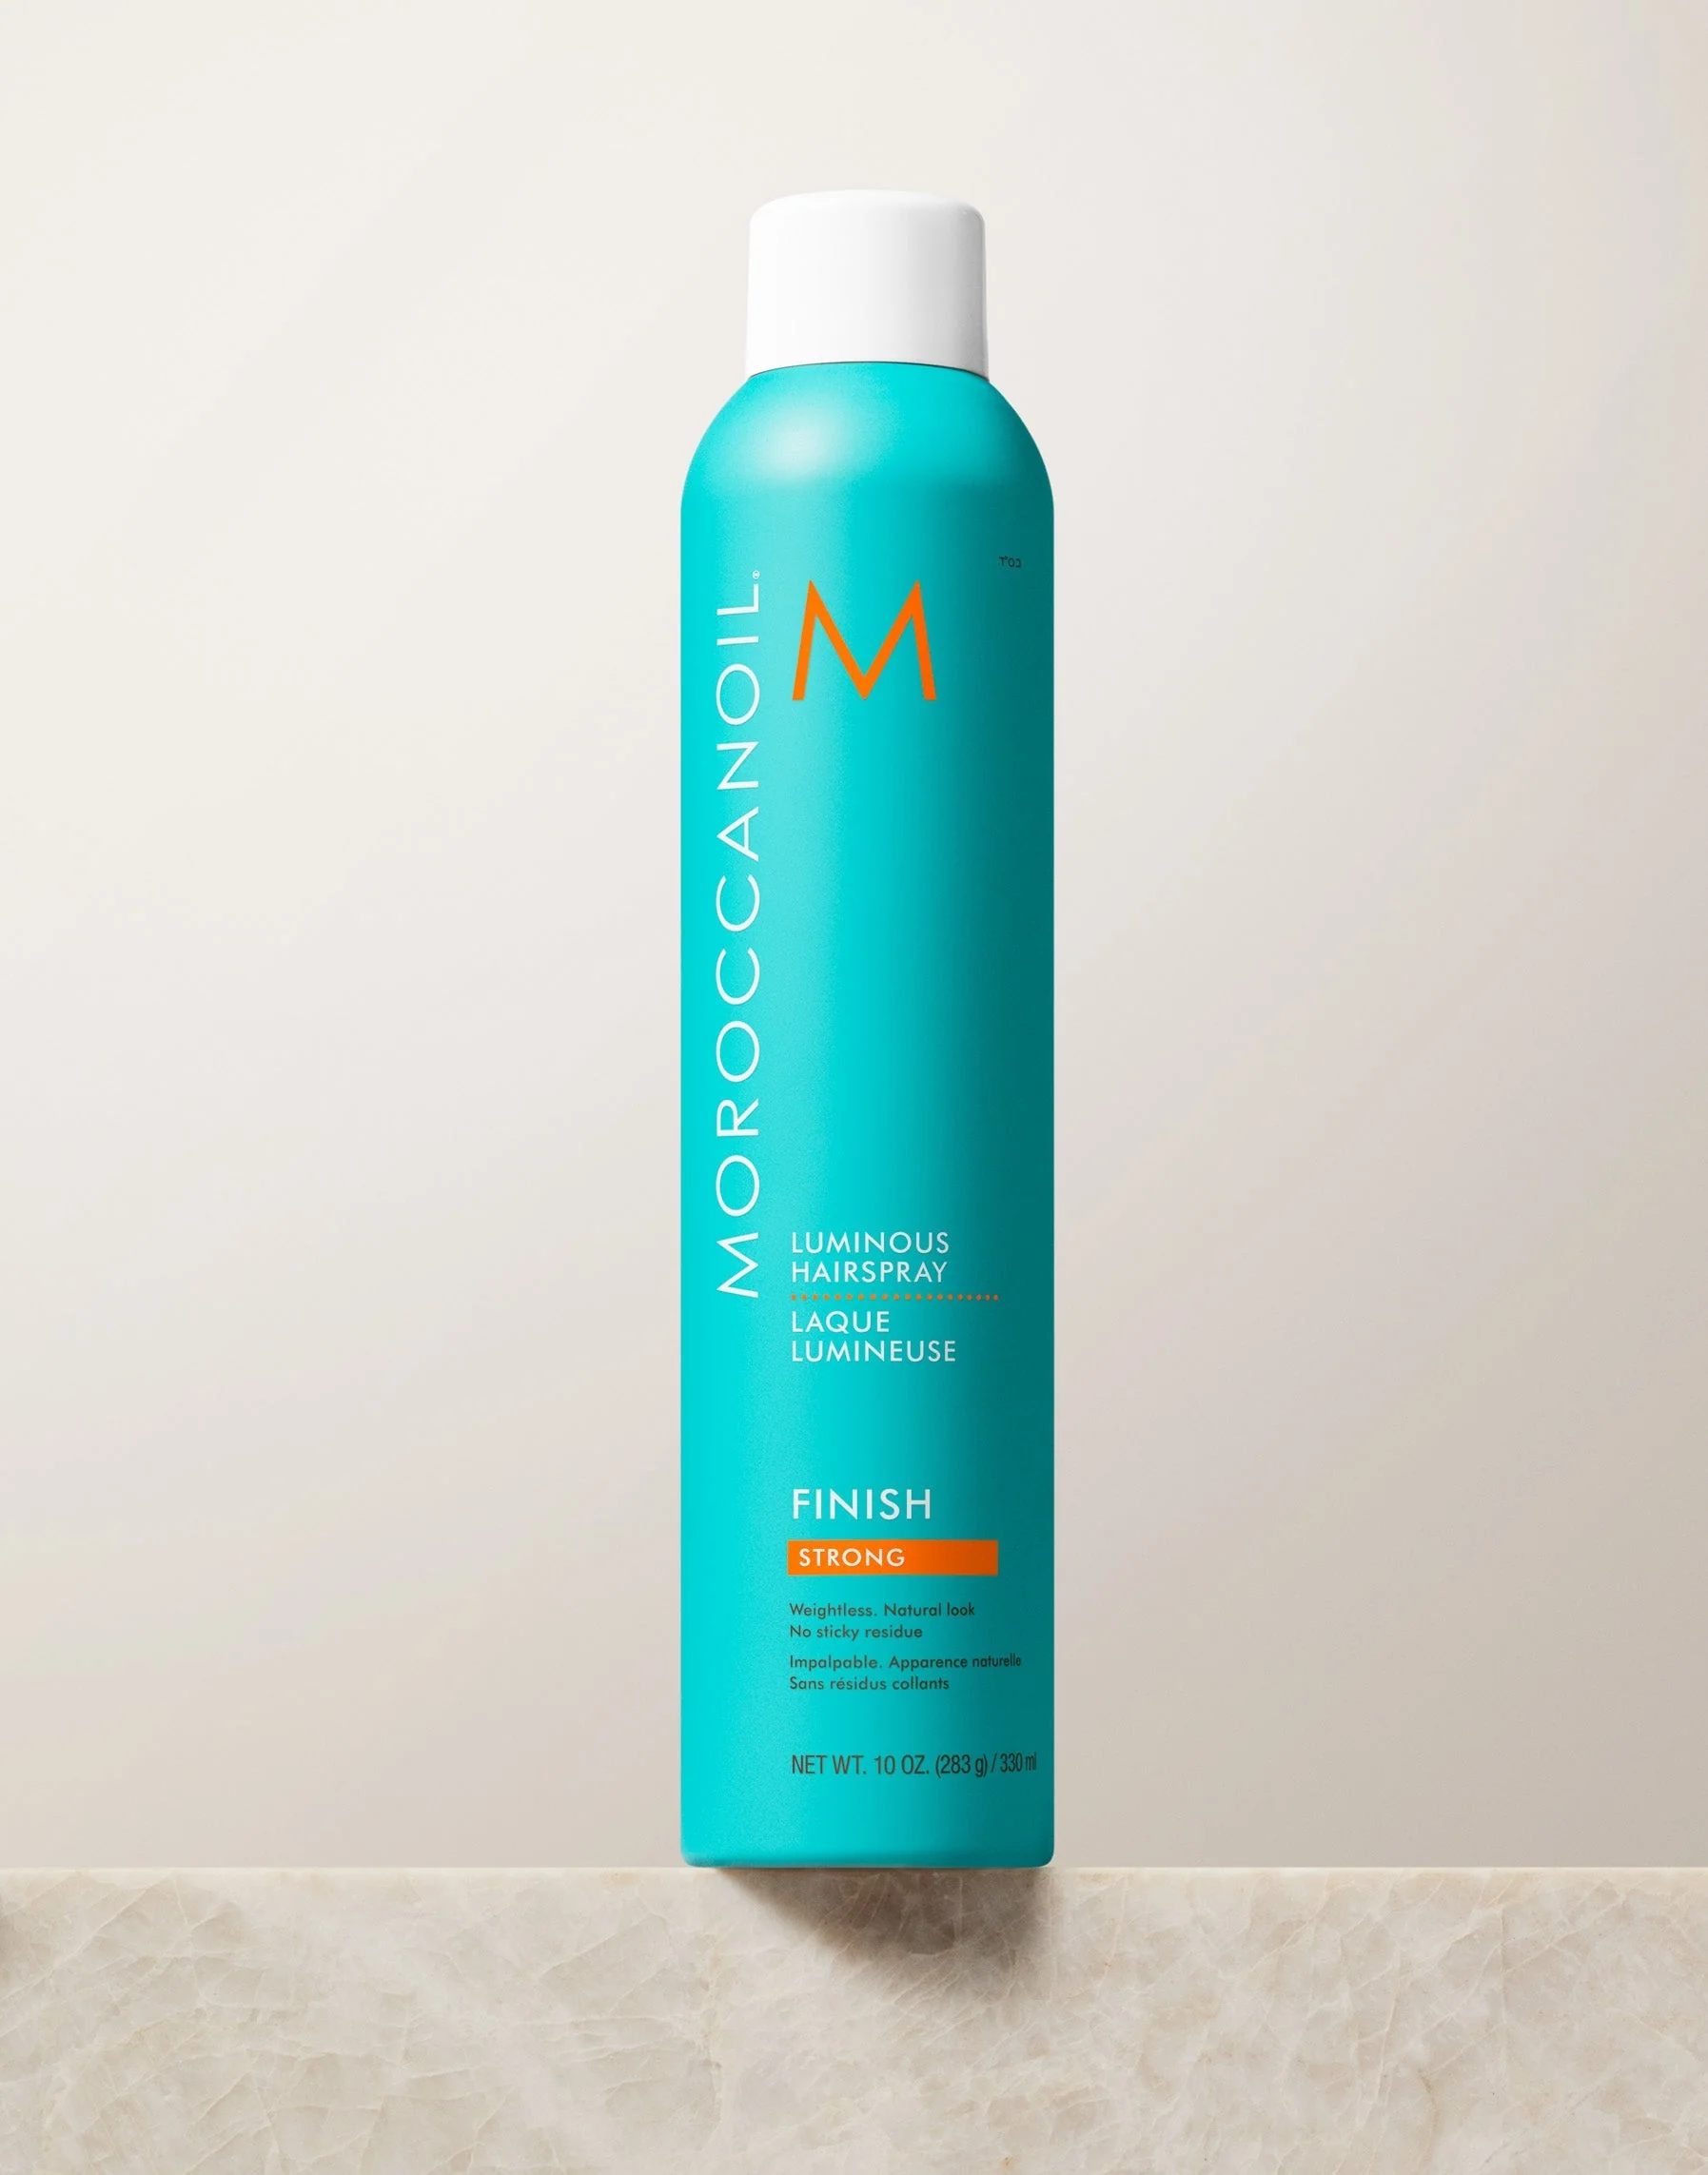 בס"ד
M
MOROCCANOIL®
LUMINOUS
HAIRSPRAY
LAQUE
LUMINEUSE
FINISH
STRONG
Weightless. Natural look
No sticky residue
Impalpable. Apparence naturelle
Sans résidus collants
NET WT. 10 OZ. (283 g) / 330 ml